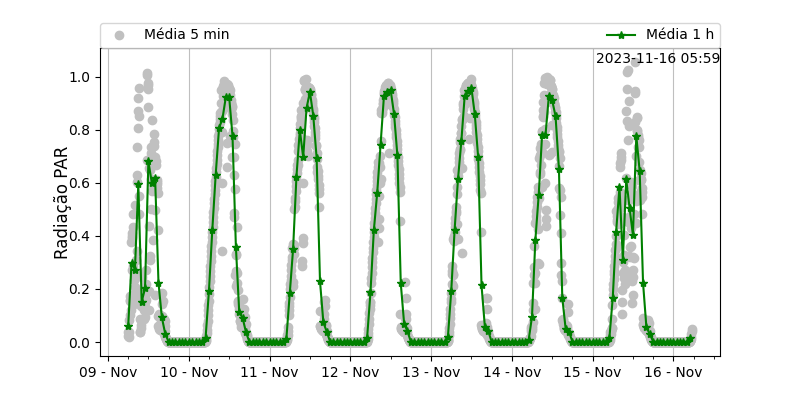 Média 5 min
Média 1 h
2023-11-16 05:59
Radiação PAR
1.0
0.8
0.6
0.4
0.2
0.0
09 - Nov
10 - Nov
11 - Nov
12 - Nov
13 - Nov
14 - Nov
15 - Nov
16 - Nov